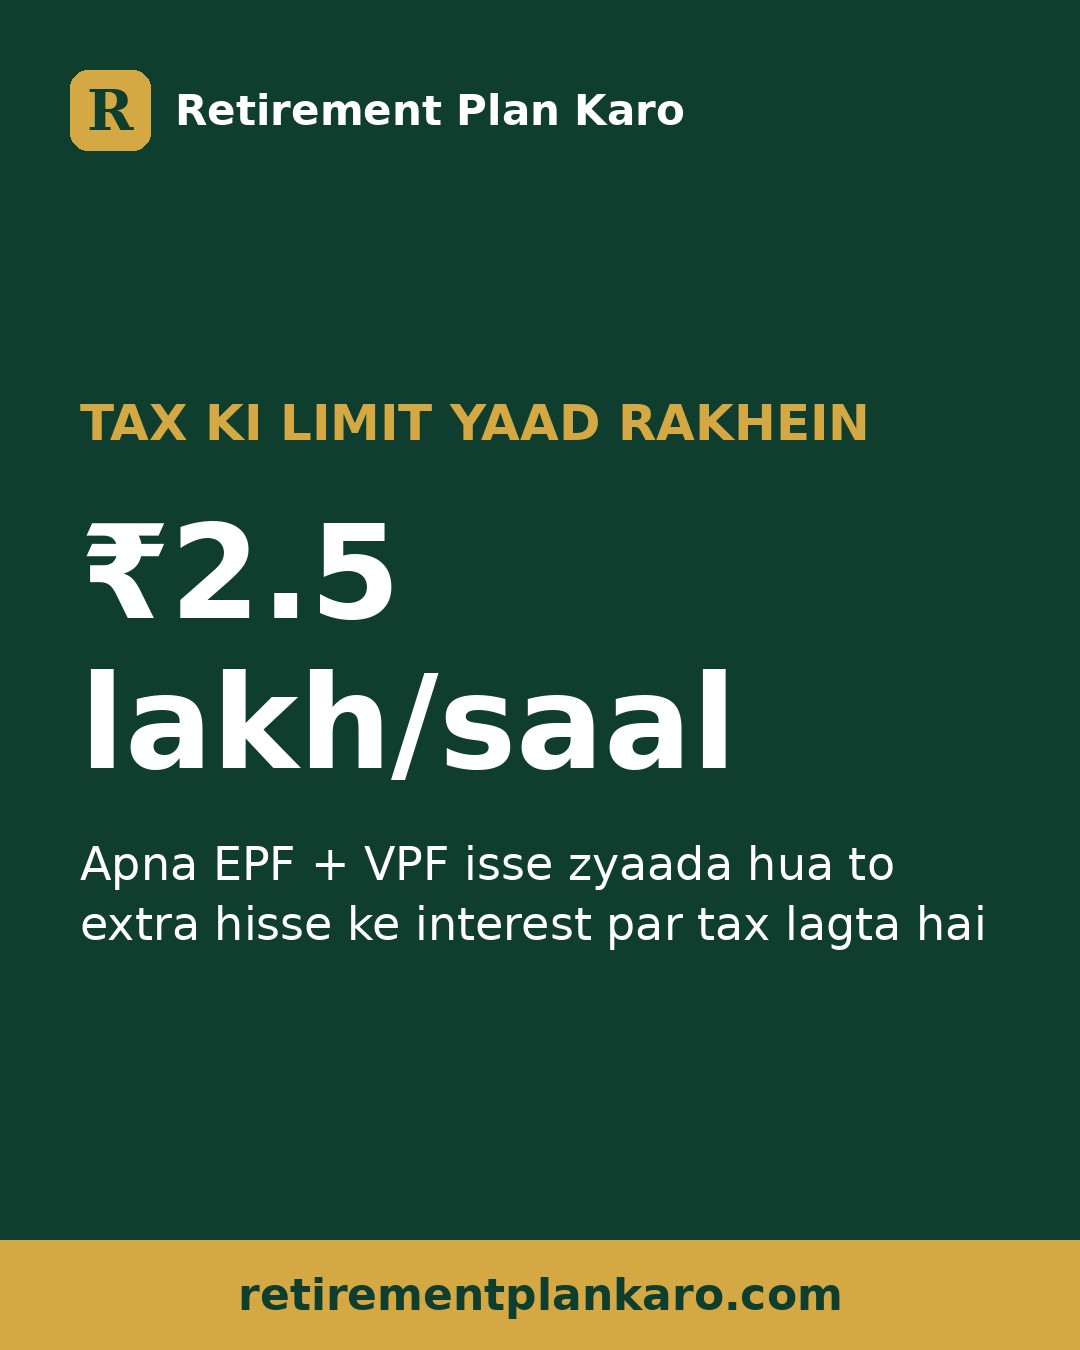 R
Retirement Plan Karo
TAX KI LIMIT YAAD RAKHEIN
₹2.5
lakh/saal
Apna EPF + VPF isse zyaada hua to
extra hisse ke interest par tax lagta hai
retirementplankaro.com